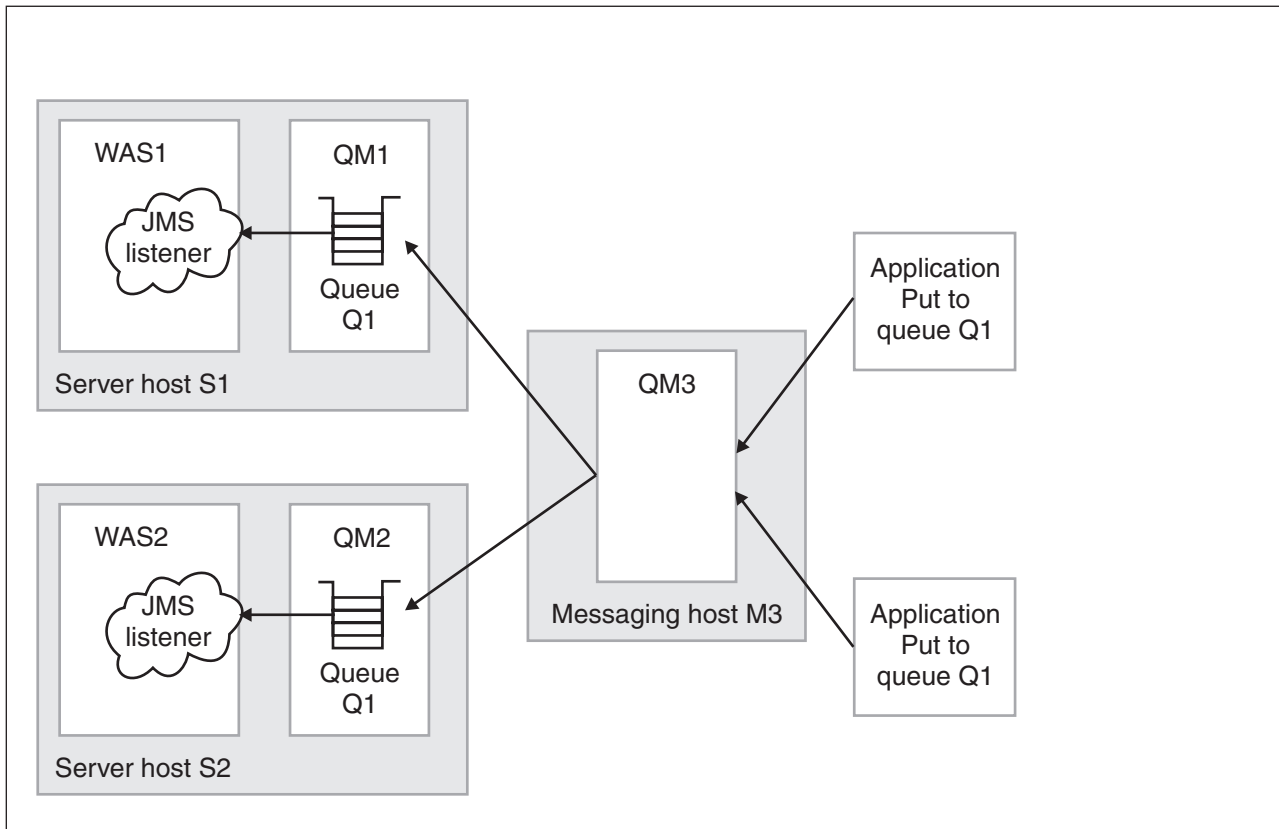 WAS1
JMS
listener
QM1
Queue
Q1
Server host S1
WAS2
JMS
listener
QM2
Queue
Q1
Server host S2
QM3
Messaging host M3
Application
Put to
queue Q1
Application
Put to
queue Q1